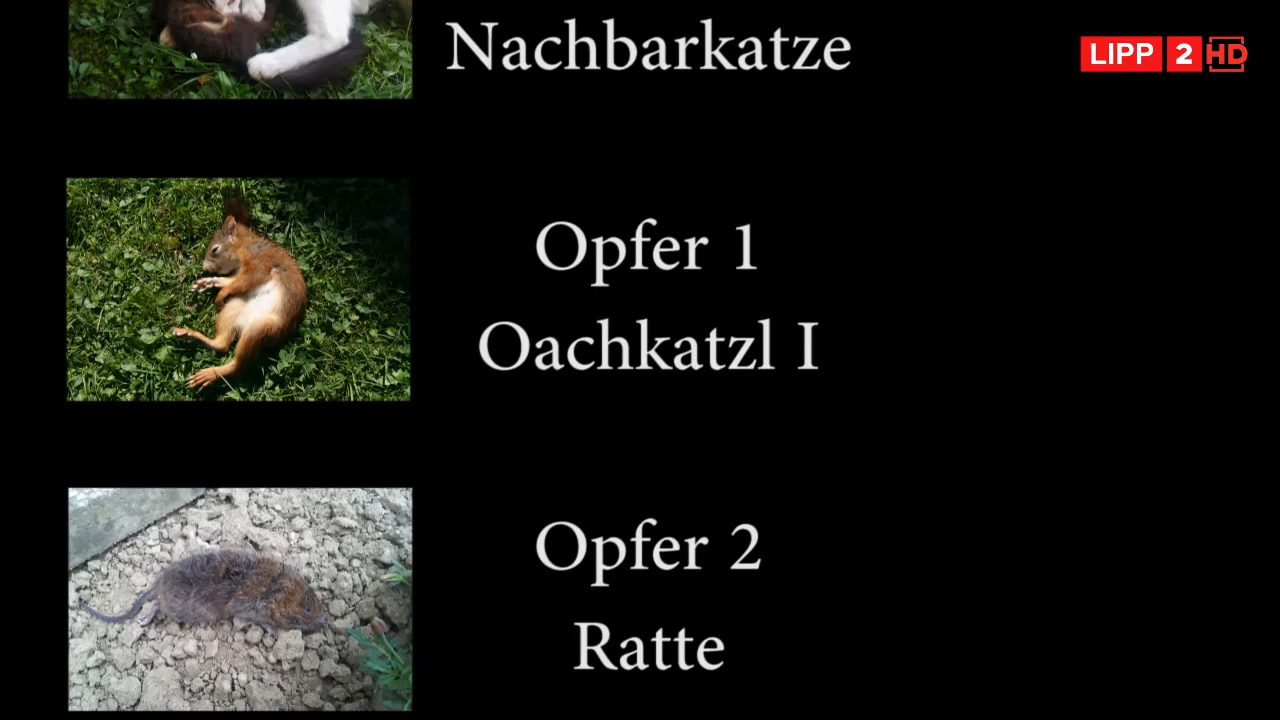 Nachbarkatze
LIPP 2 HD
Opfer 1
Oachkatzl I
Opfer 2
Ratte